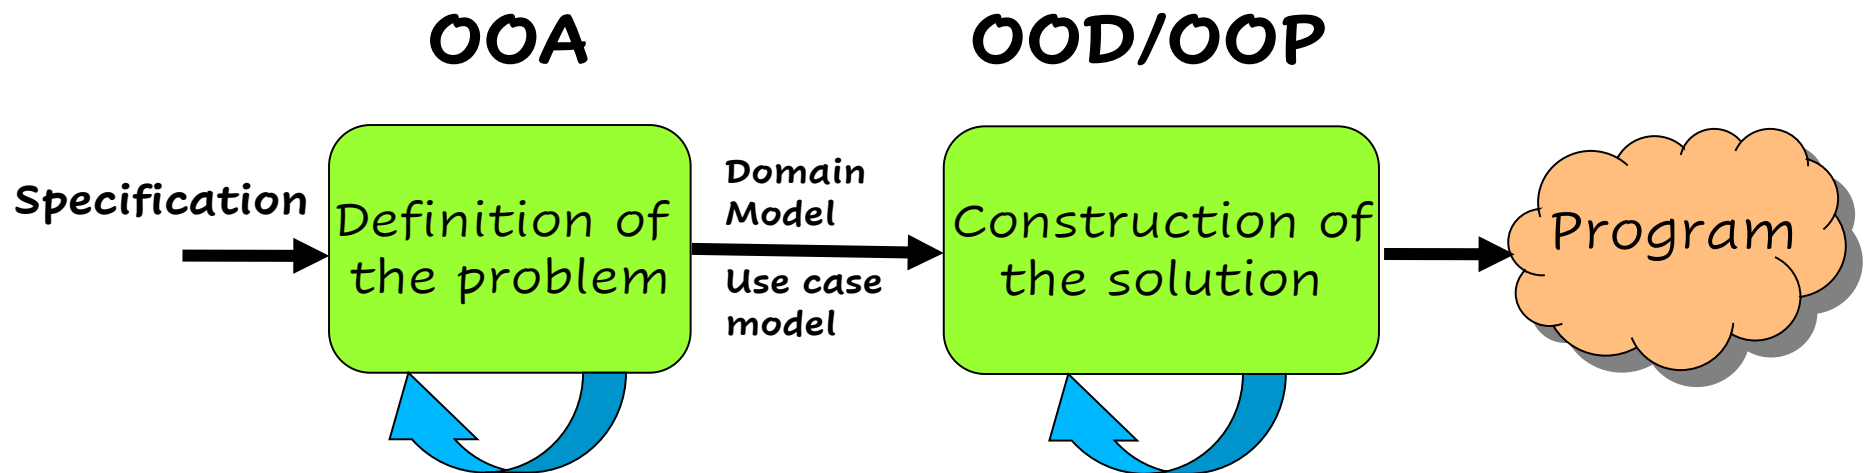 OOA
OOD/OOP
Specification
Definition of
the problem
Domain
Model
Use case
model
Construction of
the solution
Program